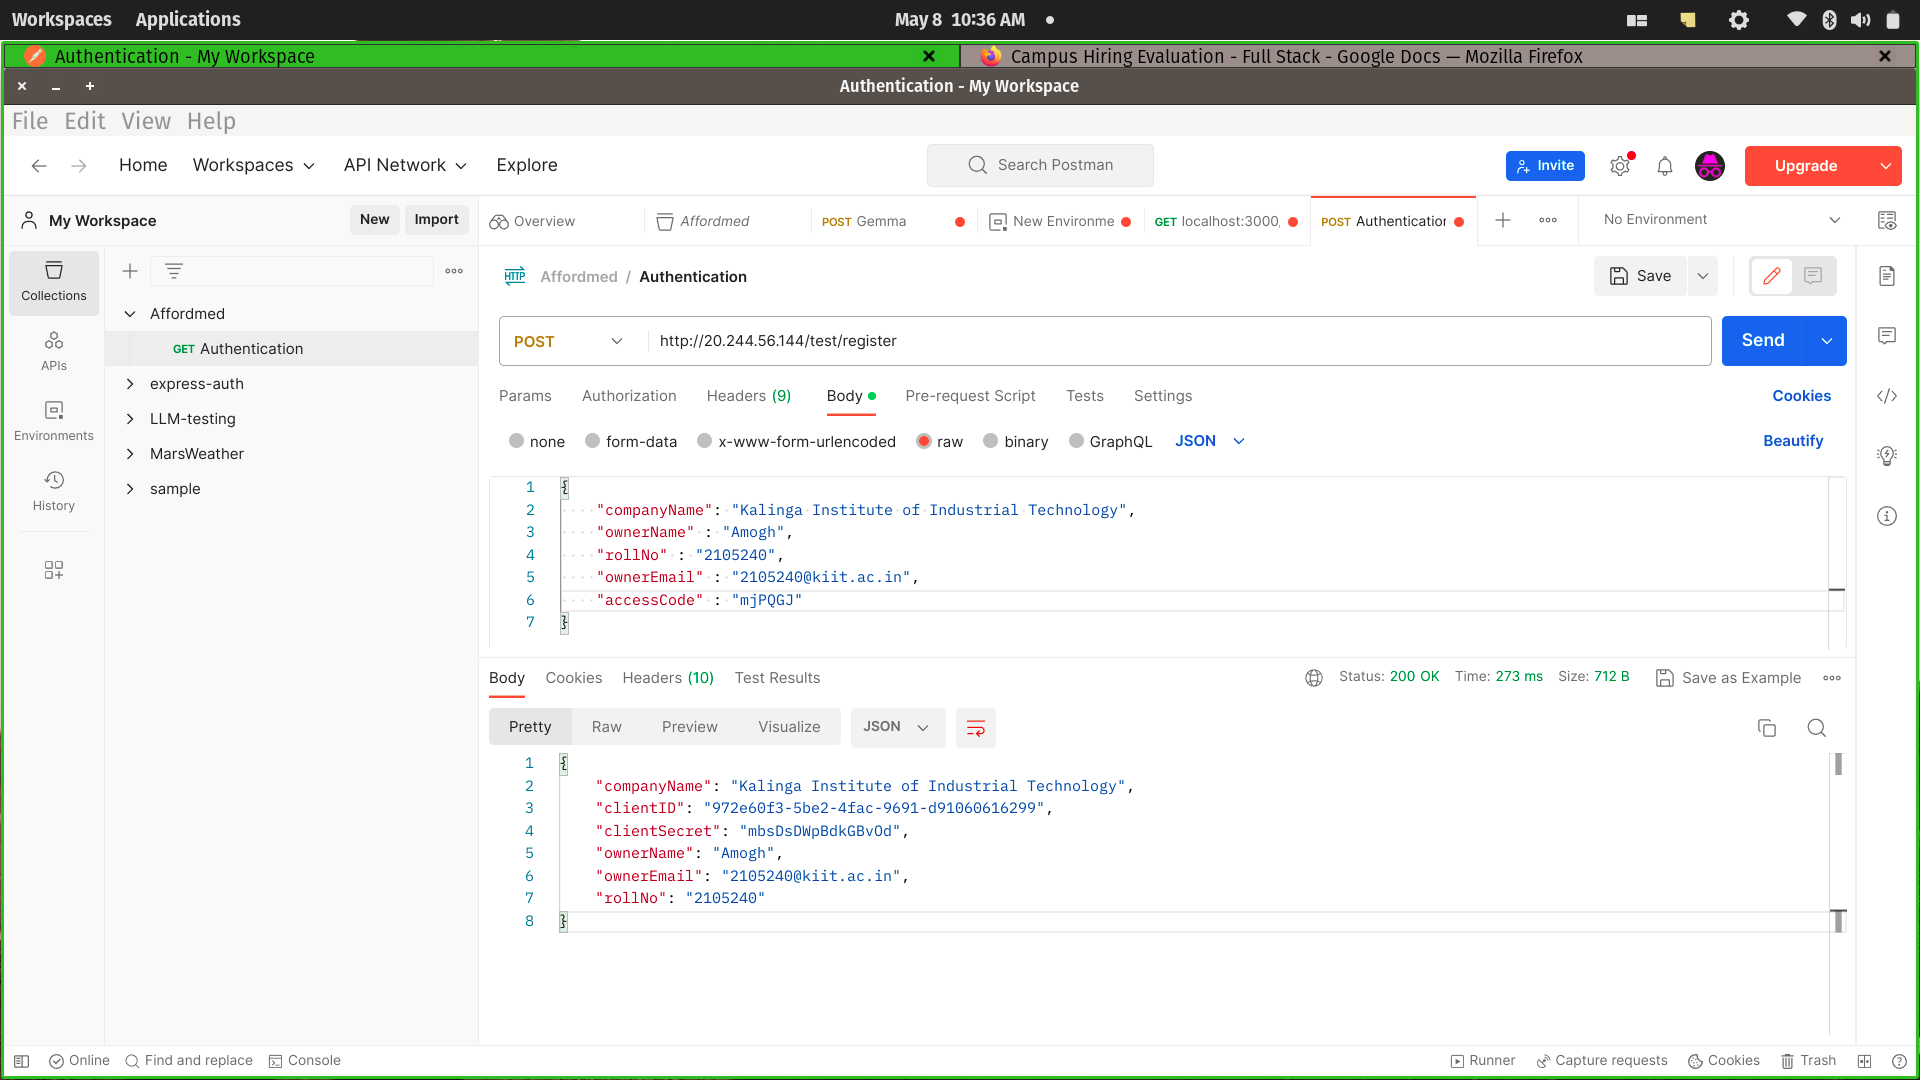 Workspaces Applications May 8 10:36 AM
Authentication - My Workspace Campus Hiring Evaluation - Full Stack - Google Docs — Mozilla Firefox
Authentication - My Workspace
File Edit View Help
Home Workspaces API Network Explore Search Postman Invite Upgrade
My Workspace New Import Overview Affordmed POST Gemma New Environme GET localhost:3000, POST Authentication No Environment
Collections
Affordmed
GET Authentication
APIs
express-auth
LLM-testing
Environments
MarsWeather
sample
History
HTTP Affordmed / Authentication Save
POST http://20.244.56.144/test/register Send
Params Authorization Headers (9) Body Pre-request Script Tests Settings Cookies
none form-data x-www-form-urlencoded raw binary GraphQL JSON Beautify
1 {
2 "companyName": "Kalinga Institute of Industrial Technology",
3 "ownerName" : "Amogh",
4 "rollNo" : "2105240",
5 "ownerEmail" : "2105240@kiit.ac.in",
6 "accessCode" : "mjPQGJ"
7 }
Body Cookies Headers (10) Test Results Status: 200 OK Time: 273 ms Size: 712 B Save as Example
Pretty Raw Preview Visualize JSON
1 {
2 "companyName": "Kalinga Institute of Industrial Technology",
3 "clientID": "972e60f3-5be2-4fac-9691-d91060616299",
4 "clientSecret": "mbsDsDWpBdkGBvOd",
5 "ownerName": "Amogh",
6 "ownerEmail": "2105240@kiit.ac.in",
7 "rollNo": "2105240"
8 }
Online Find and replace Console Runner Capture requests Cookies Trash